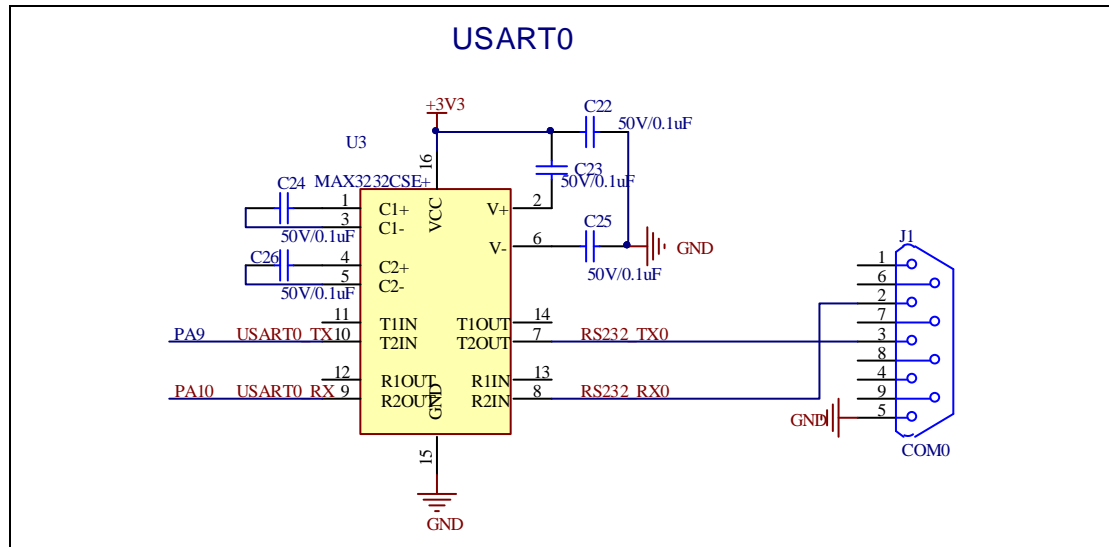 USART0
+3V3
C22
50V/0.1uF
U3
16
C23
50V/0.1uF
MAX3232CSE+
C24
1
C1+
VCC
V+
2
3
C1-
50V/0.1uF
C25
J1
6
V-
GND
C26
4
C2+
50V/0.1uF
1
5
C2-
6
50V/0.1uF
2
11
T1IN
T1OUT
14
7
PA9
USART0_TX
10
T2IN
T2OUT
7
RS232_TX0
3
8
12
R1OUT
R1IN
13
4
PA10
USART0_RX
9
R2OUT
GND
R2IN
8
RS232_RX0
9
GND
5
15
COM0
GND